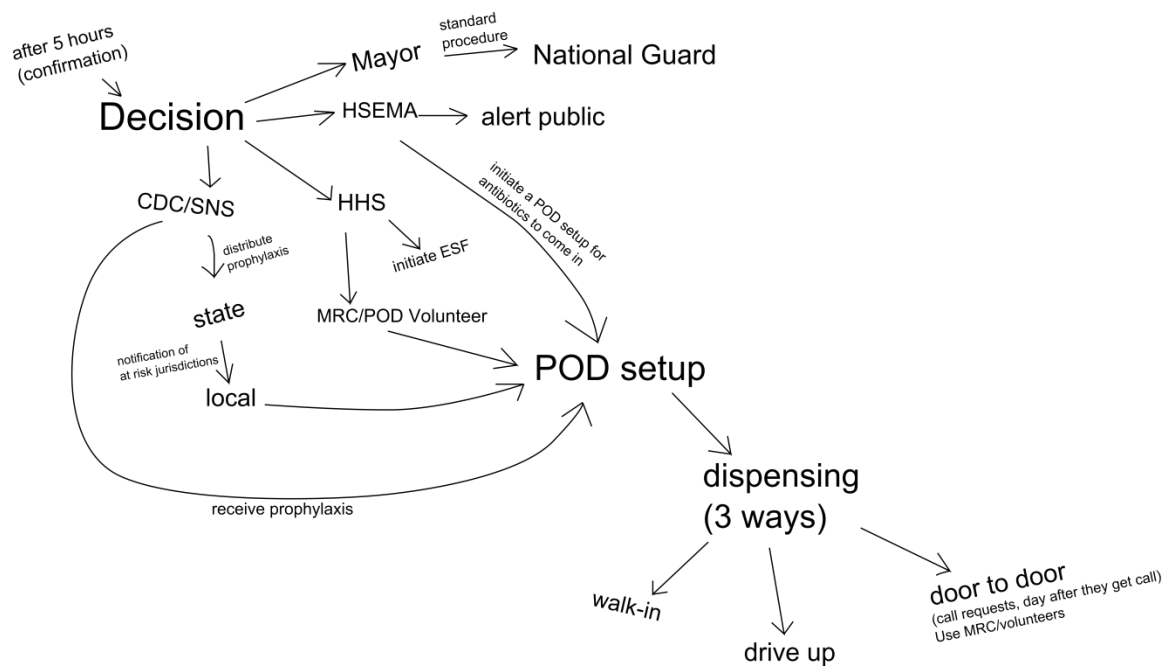 after 5 hours
(confirmation)
Decision
Mayor
standard
procedure
National Guard
HSEMA
alert public
CDC/SNS
HHS
initiate a POD setup for
antibiotics to come in
distribute
prophylaxis
initiate ESF
state
MRC/POD Volunteer
notification of
at risk jurisdictions
local
POD setup
receive prophylaxis
dispensing
(3 ways)
walk-in
drive up
door to door
(call requests, day after they get call)
Use MRC/volunteers